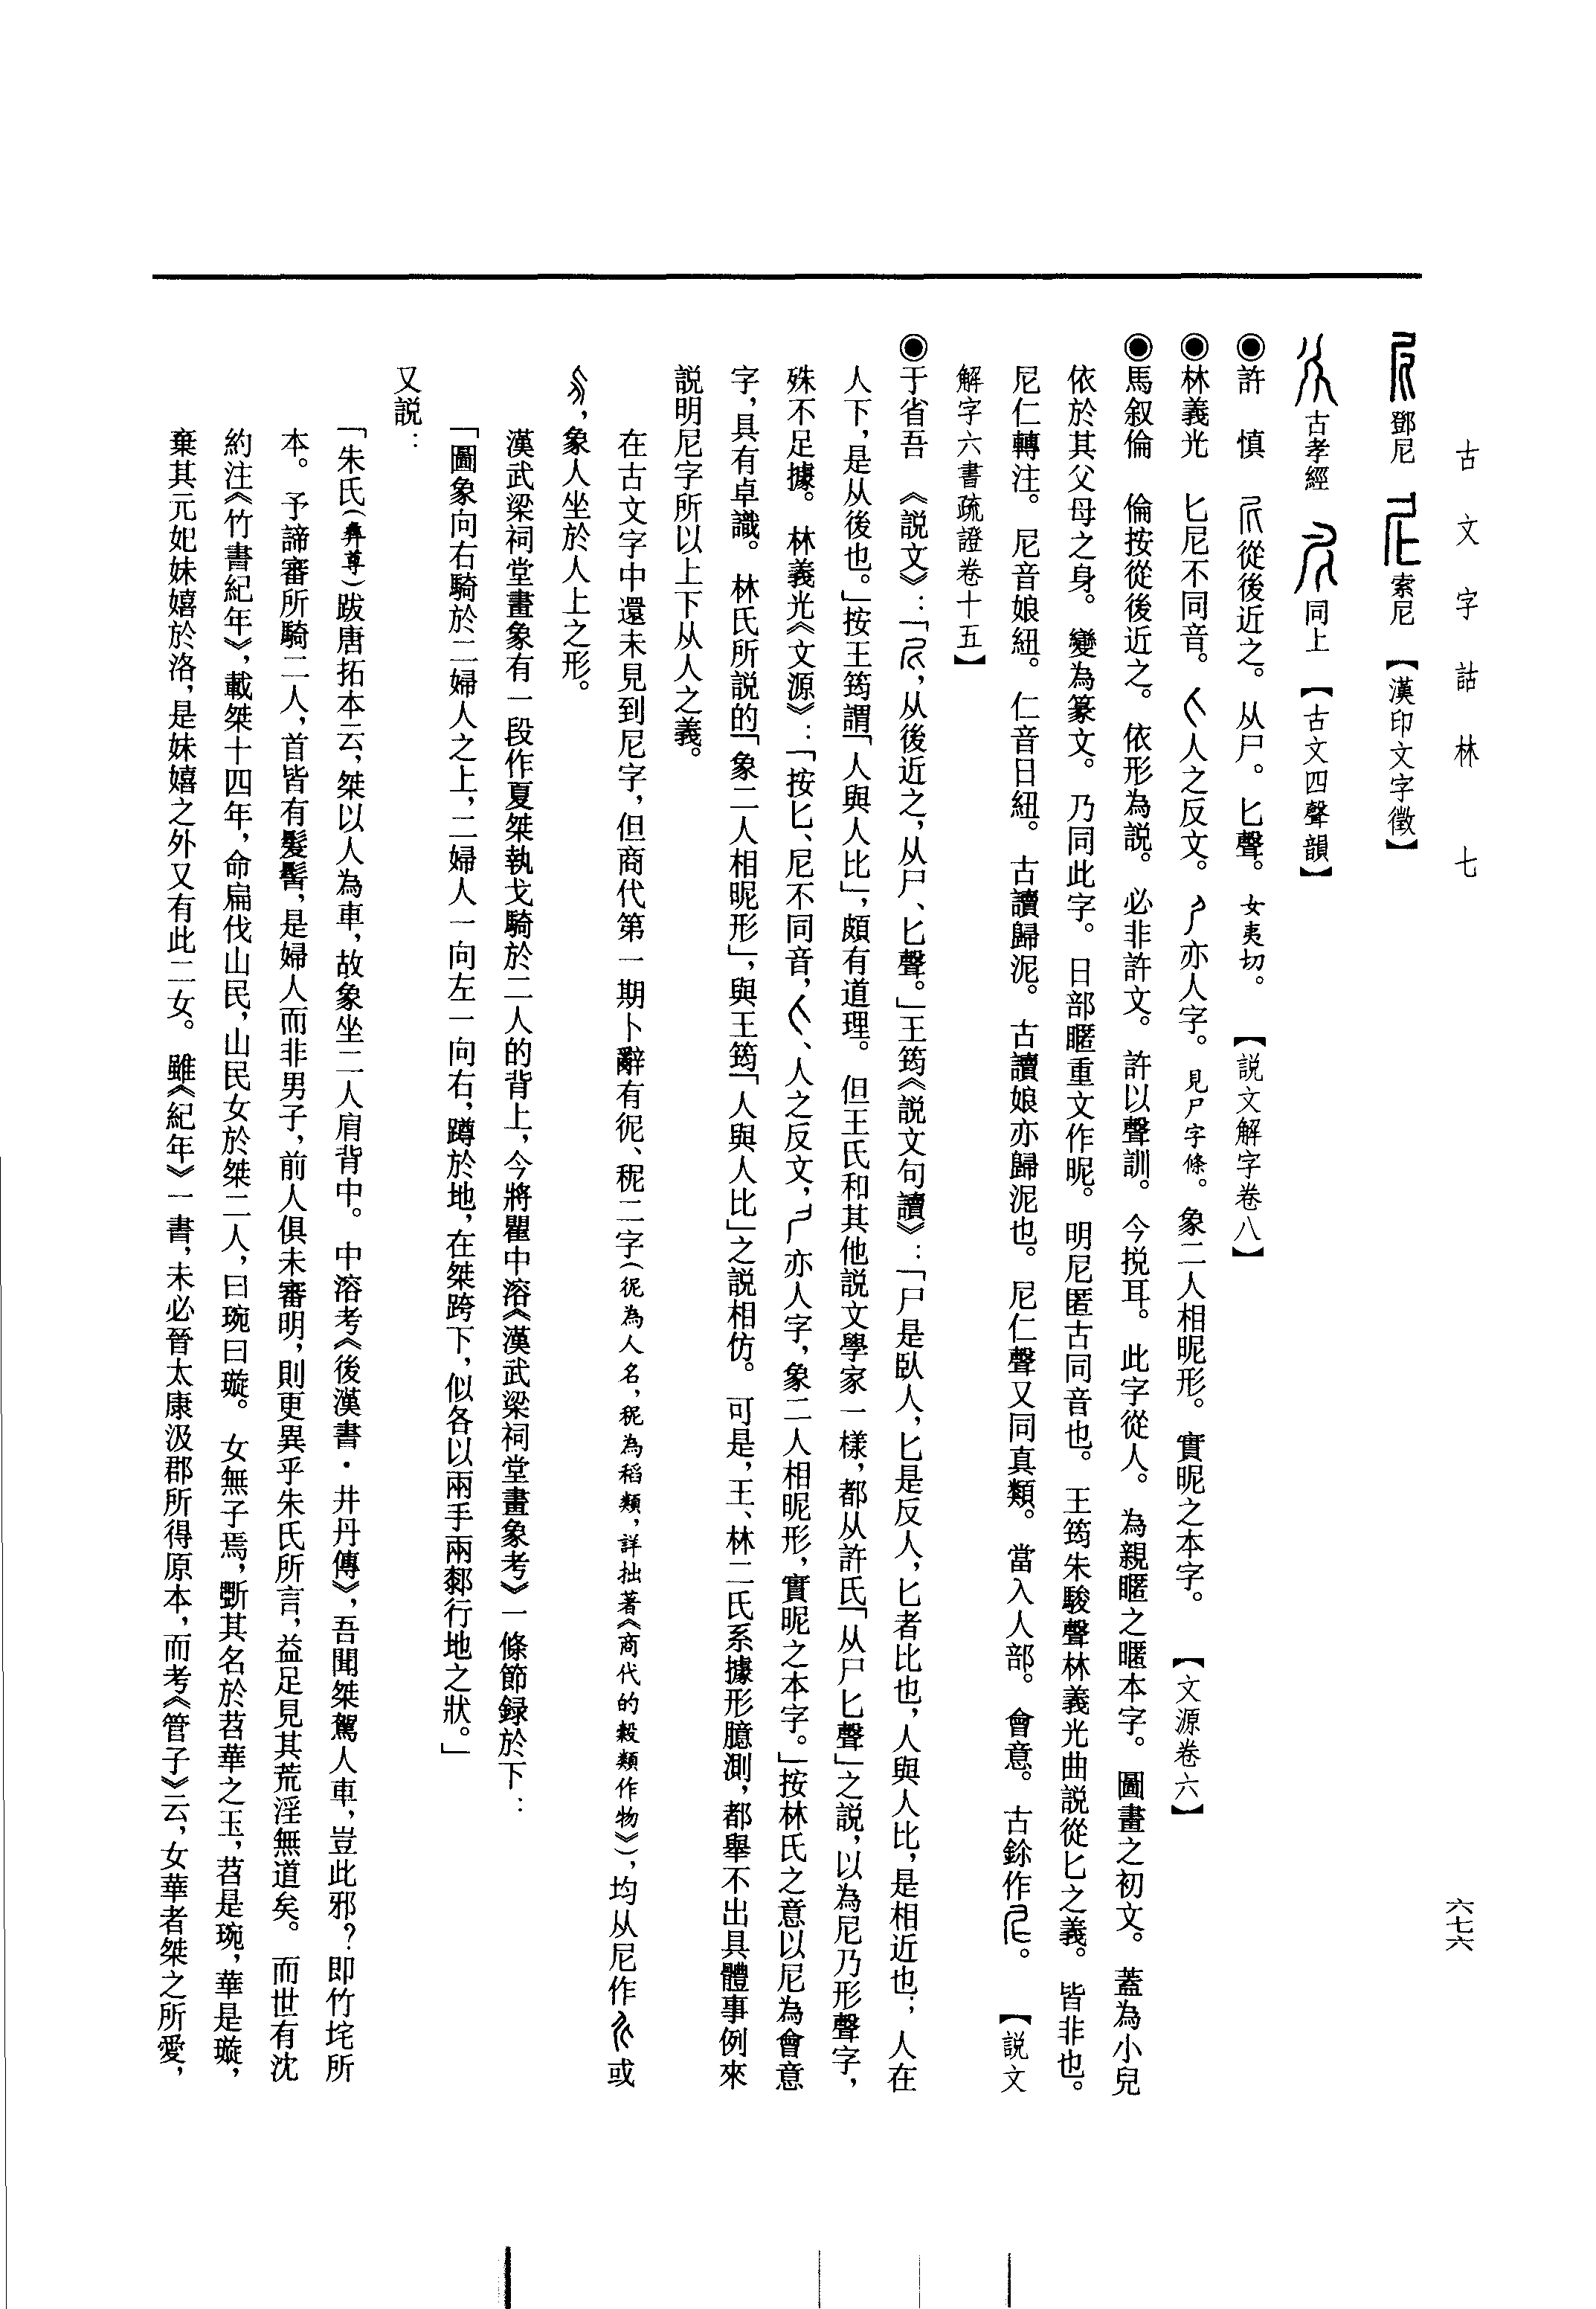 古文字詁林　七
六七六
鄧尼　索尼　【漢印文字徵】
古孝經　同上　【古文四聲韻】
◉許　慎　從後近之。从尸。匕聲。女夷切。　【説文解字卷八】
◉林義光　匕尼不同音。人之反文。亦人字。見尸字條。象二人相昵形。實昵之本字。　【文源卷六】
◉馬叙倫　倫按從後近之。依形為説。必非許文。許以聲訓。今挩耳。此字從人。為親暱之暱本字。圖畫之初文。蓋為小兒
依於其父母之身。變為篆文。乃同此字。日部暱重文作昵。明尼匿古同音也。王筠朱駿聲林義光曲説從匕之義。皆非也。
尼仁轉注。尼音娘紐。仁音日紐。古讀歸泥。古讀娘亦歸泥也。尼仁聲又同真類。當入人部。會意。古鉨作。　【説文
解字六書疏證卷十五】
◉于省吾　《説文》：「，从後近之，从尸、匕聲。」王筠《説文句讀》：「尸是臥人，匕是反人，匕者比也，人與人比，是相近也；人在
人下，是从後也。」按王筠謂「人與人比」，頗有道理。但王氏和其他説文學家一樣，都从許氏「从尸匕聲」之説，以為尼乃形聲字，
殊不足據。林義光《文源》：「按匕、尼不同音，、人之反文，亦人字，象二人相昵形，實昵之本字。」按林氏之意以尼為會意
字，具有卓識。林氏所説的「象二人相昵形」，與王筠「人與人比」之説相仿。可是，王、林二氏系據形臆測，都舉不出具體事例來
説明尼字所以上下从人之義。
在古文字中還未見到尼字，但商代第一期卜辭有伲、秜二字（伲為人名，秜為稻類，詳拙著《商代的穀類作物》），均从尼作或
，象人坐於人上之形。
漢武梁祠堂畫象有一段作夏桀執戈騎於二人的背上，今將瞿中溶《漢武梁祠堂畫象考》一條節録於下：
「圖象向右騎於二婦人之上，二婦人一向左一向右，蹲於地，在桀跨下，似各以兩手兩厀行地之狀。」
又説：
「朱氏（彝尊）跋唐拓本云，桀以人為車，故象坐二人肩背中。中溶考《後漢書·井丹傳》，吾聞桀駕人車，豈此邪？即竹垞所
本。予諦審所騎二人，首皆有髮髻，是婦人而非男子，前人俱未審明，則更異乎朱氏所言，益足見其荒淫無道矣。而世有沈
約注《竹書紀年》，載桀十四年，命扁伐山民，山民女於桀二人，曰琬曰璇。女無子焉，斲其名於苕華之玉，苕是琬，華是璇，
棄其元妃妹嬉於洛，是妹嬉之外又有此二女。雖《紀年》一書，未必晉太康汲郡所得原本，而考《管子》云，女華者桀之所愛，